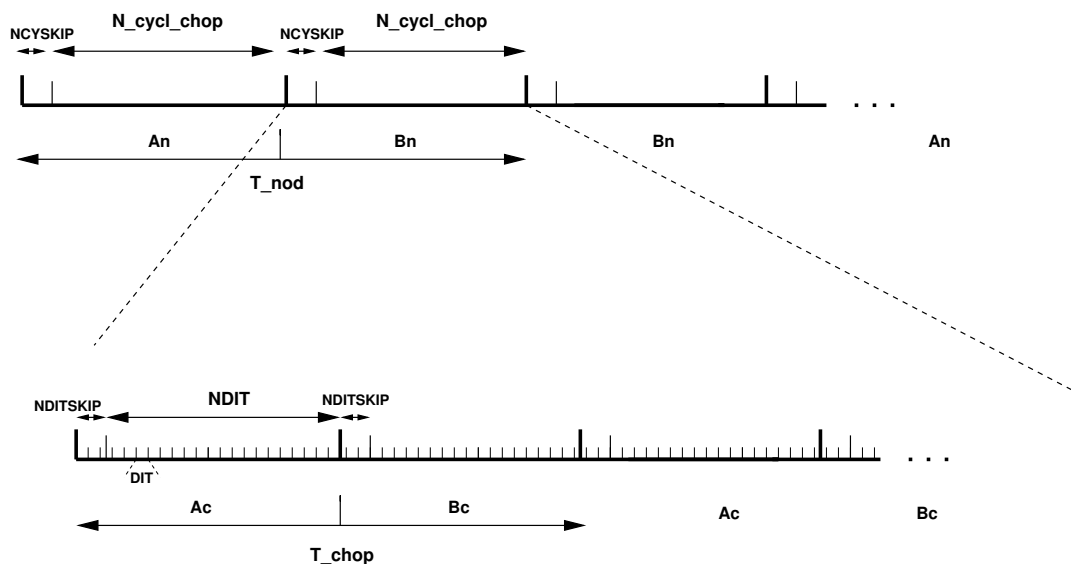 N_cycl_chop N_cycl_chop
NCYSKIP NCYSKIP
. . .
An Bn Bn An
T_nod
NDITSKIP NDIT NDITSKIP
DIT
. . .
Ac Bc Ac Bc
T_chop